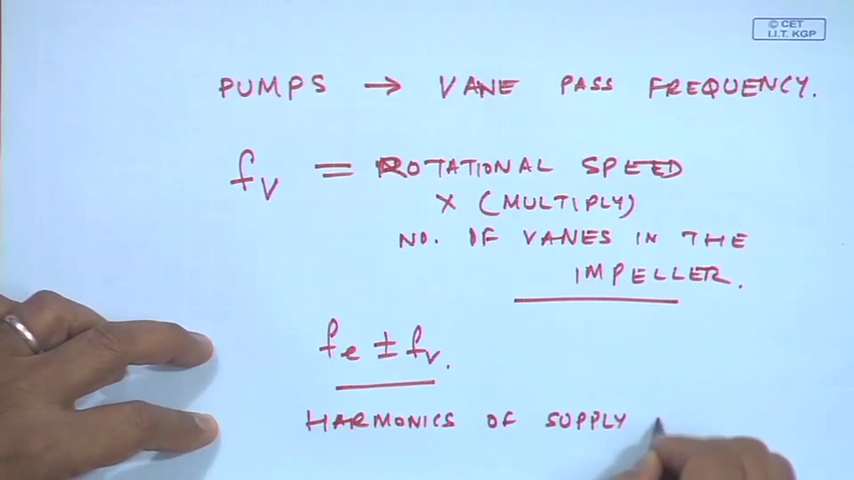 © CET
I.I.T. KGP
PUMPS → VANE PASS FREQUENCY.
fv = ROTATIONAL SPEED
X (MULTIPLY)
NO. OF VANES IN THE
IMPELLER.
fe ± fv.
HARMONICS OF SUPPLY